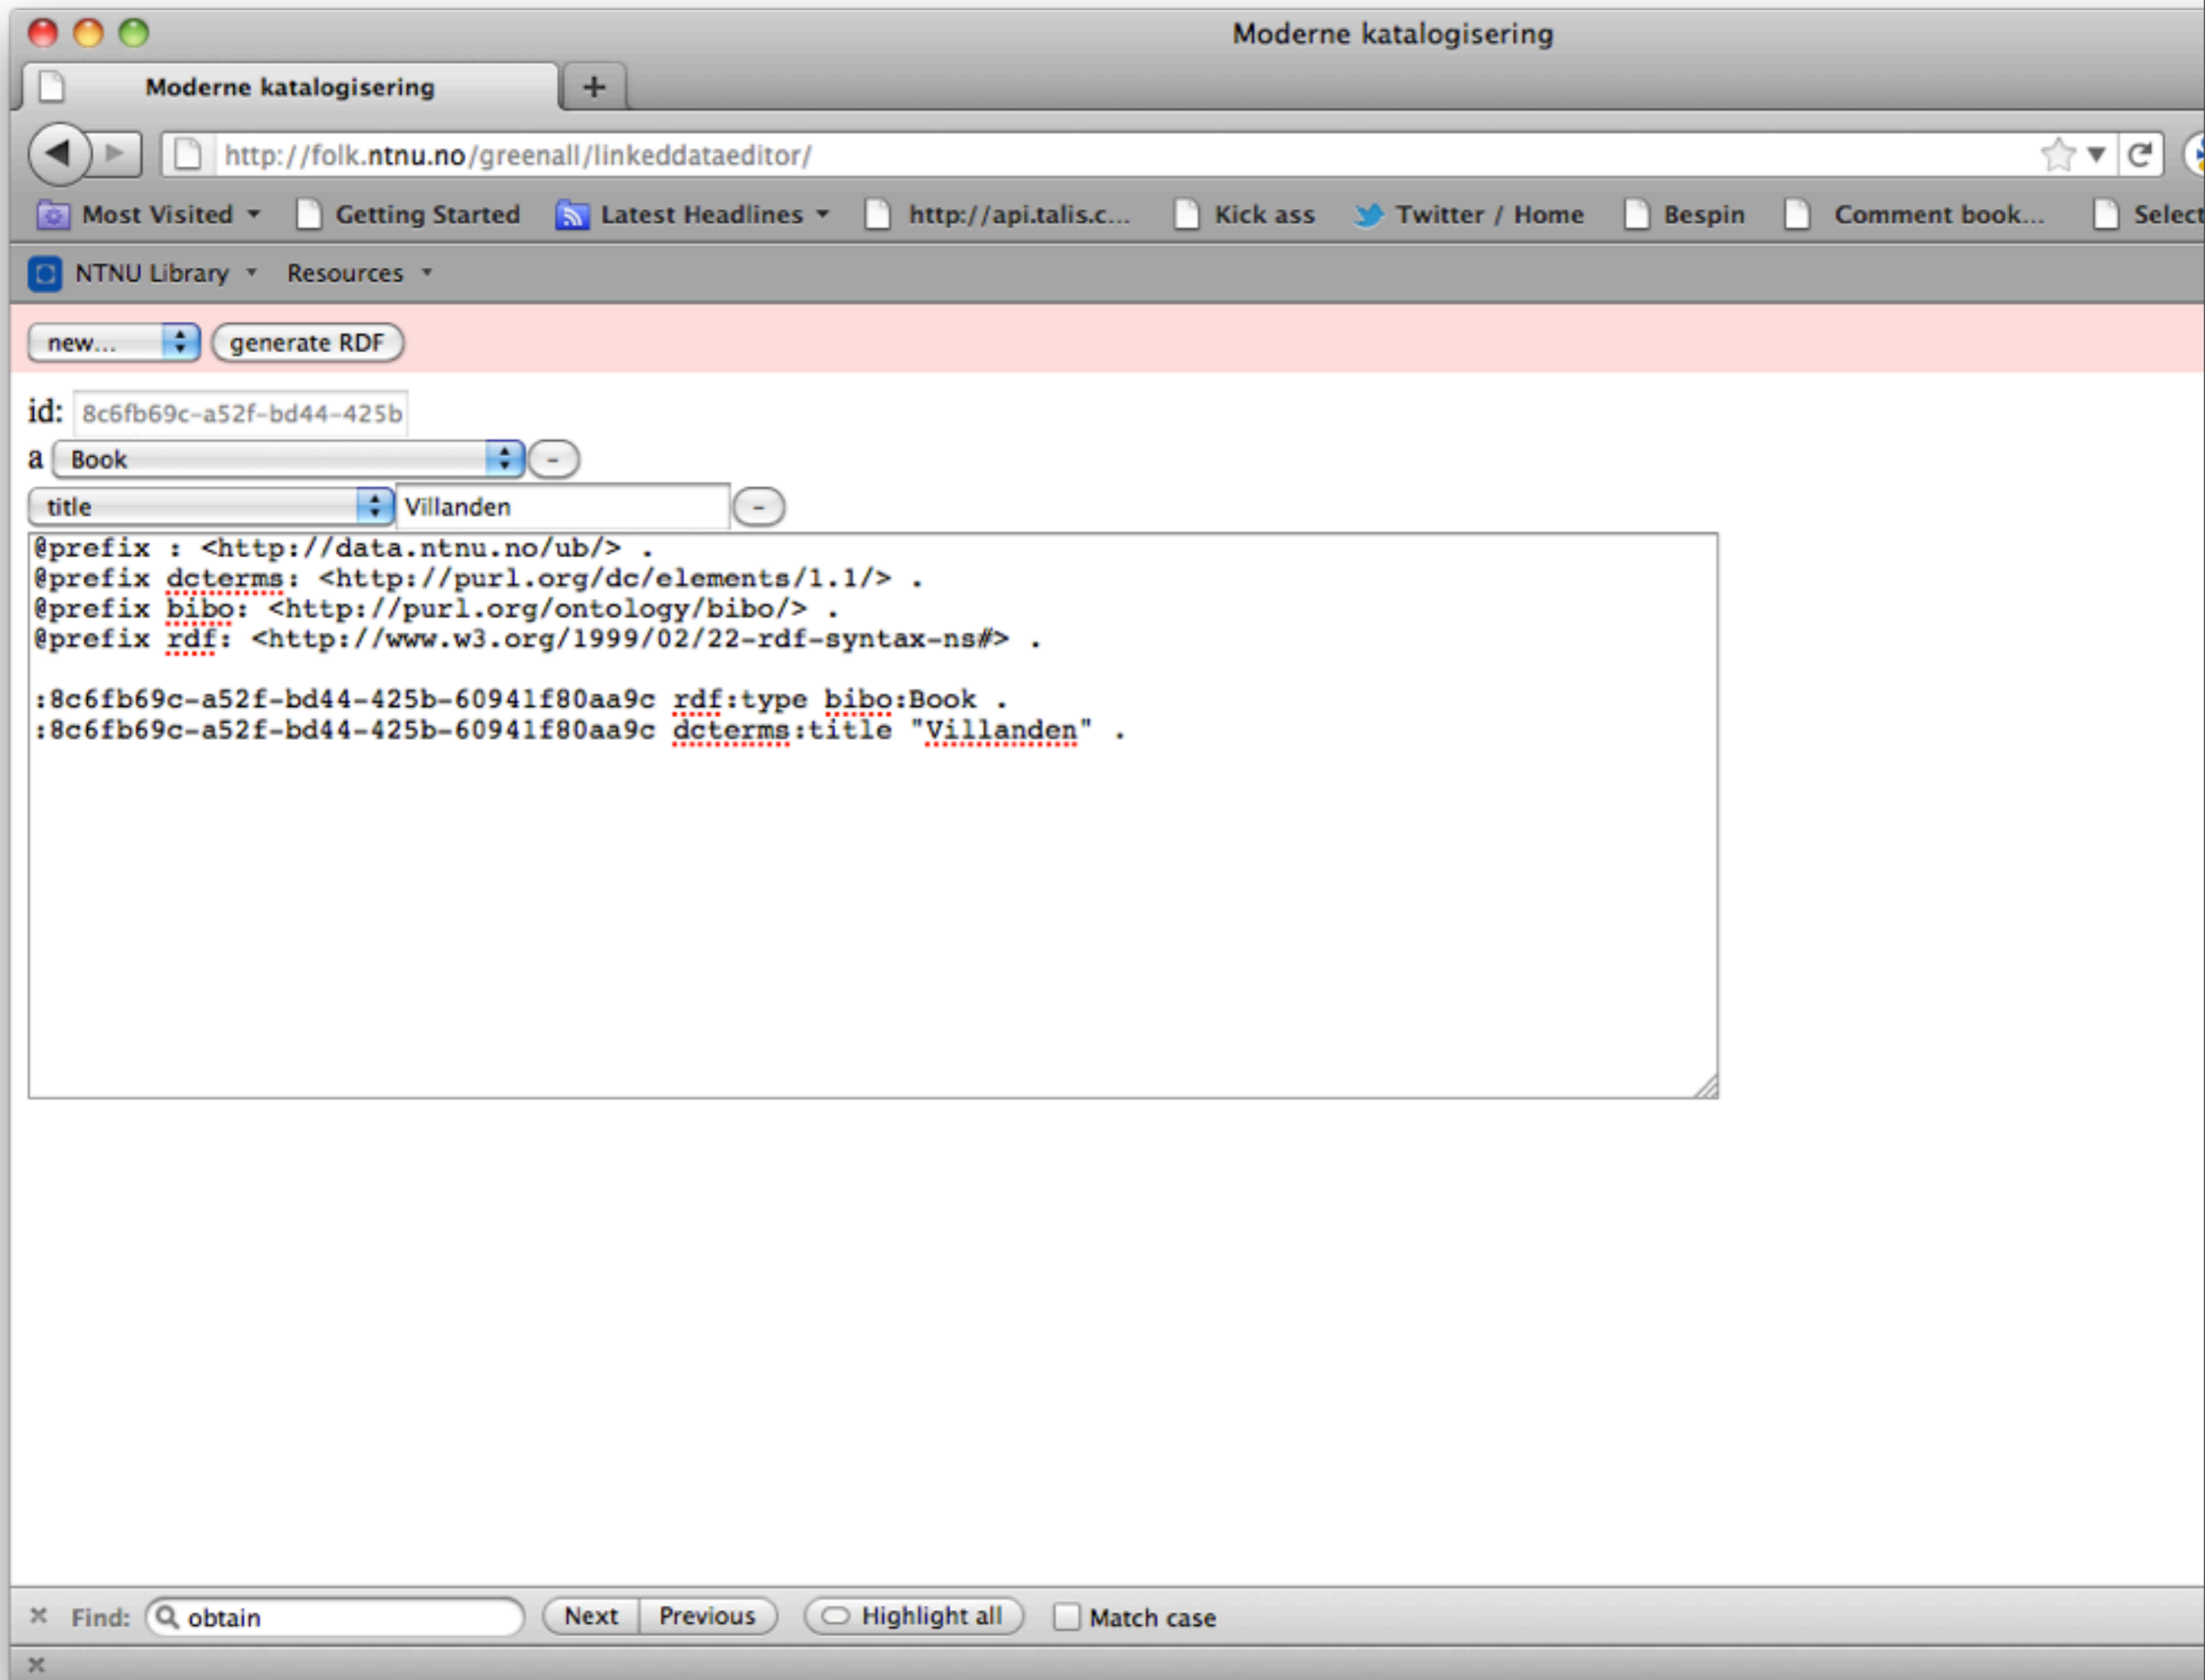 Moderne katalogisering
Moderne katalogisering +
http://folk.ntnu.no/greenall/linkeddataeditor/
Most Visited Getting Started Latest Headlines http://api.talis.c... Kick ass Twitter / Home Bespin Comment book... Select
NTNU Library Resources
new... generate RDF
id: 8c6fb69c-a52f-bd44-425b
a Book -
title Villanden -
@prefix : <http://data.ntnu.no/ub/> .
@prefix dcterms: <http://purl.org/dc/elements/1.1/> .
@prefix bibo: <http://purl.org/ontology/bibo/> .
@prefix rdf: <http://www.w3.org/1999/02/22-rdf-syntax-ns#> .
:8c6fb69c-a52f-bd44-425b-60941f80aa9c rdf:type bibo:Book .
:8c6fb69c-a52f-bd44-425b-60941f80aa9c dcterms:title "Villanden" .
Find: obtain Next Previous Highlight all Match case